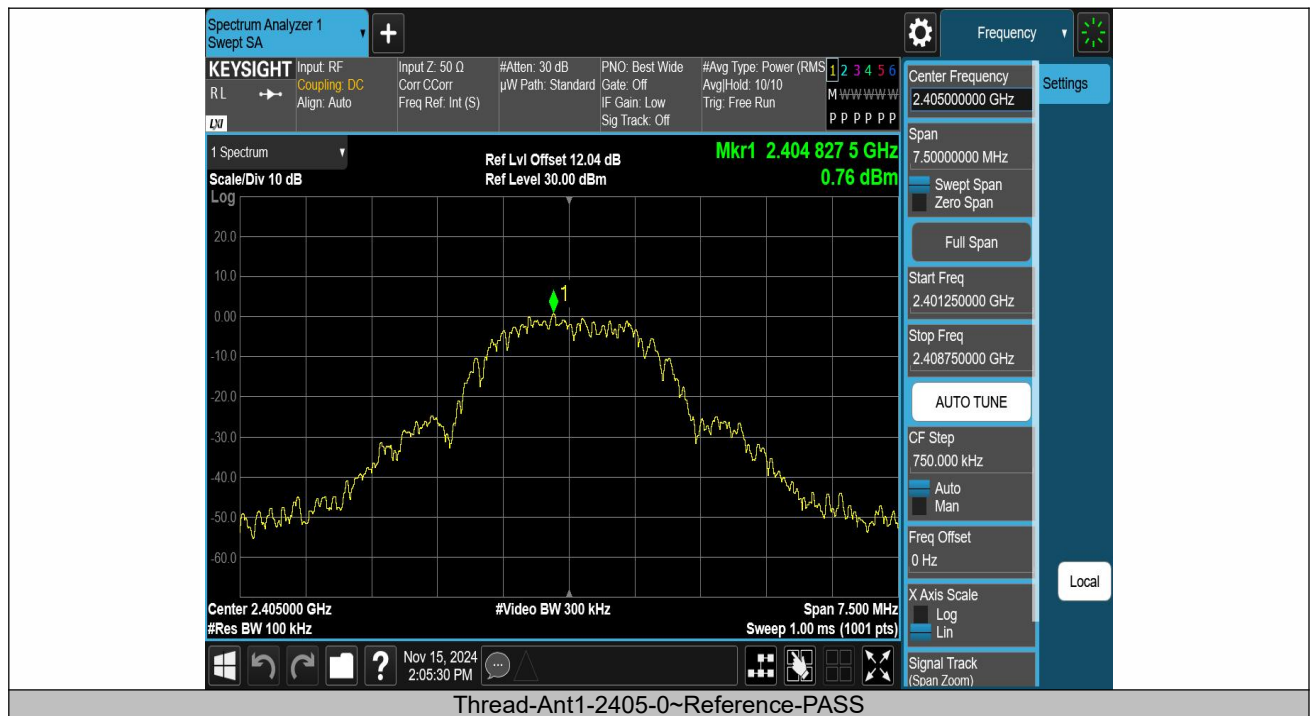 Spectrum Analyzer 1
Swept SA
+
Frequency
KEYSIGHT
RL
LXI
Input: RF
Coupling: DC
Align: Auto
Input Z: 50 Ω
Corr CCorr
Freq Ref: Int (S)
#Atten: 30 dB
µW Path: Standard
PNO: Best Wide
Gate: Off
IF Gain: Low
Sig Track: Off
#Avg Type: Power (RMS
Avg|Hold: 10/10
Trig: Free Run
1 2 3 4 5 6
M W W W W W
P P P P P P
1 Spectrum
Scale/Div 10 dB
Ref Lvl Offset 12.04 dB
Ref Level 30.00 dBm
Mkr1 2.404 827 5 GHz
0.76 dBm
Log
20.0
10.0
0.00
-10.0
-20.0
-30.0
-40.0
-50.0
-60.0
1
Center 2.405000 GHz
#Video BW 300 kHz
Span 7.500 MHz
#Res BW 100 kHz
Sweep 1.00 ms (1001 pts)
Center Frequency
2.405000000 GHz
Settings
Span
7.50000000 MHz
Swept Span
Zero Span
Full Span
Start Freq
2.401250000 GHz
Stop Freq
2.408750000 GHz
AUTO TUNE
CF Step
750.000 kHz
Auto
Man
Freq Offset
0 Hz
Local
X Axis Scale
Log
Lin
Signal Track
(Span Zoom)
?
Nov 15, 2024
2:05:30 PM
Thread-Ant1-2405-0~Reference-PASS